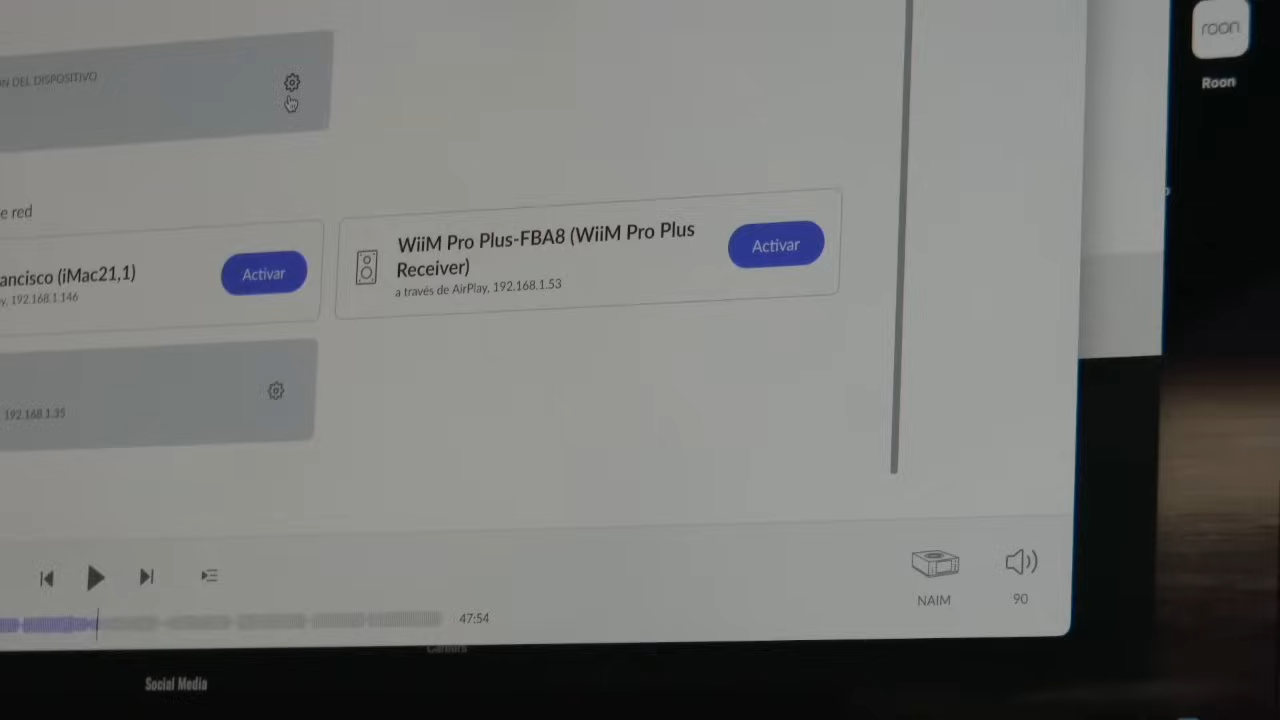 roon
Roon
N DEL DISPOSITIVO
e red
ancisco (iMac21,1)
y, 192.168.1.146
Activar
WiiM Pro Plus-FBA8 (WiiM Pro Plus
Receiver)
a través de AirPlay, 192.168.1.53
Activar
192.168.1.35
47:54
NAIM
90
Careers
Social Media